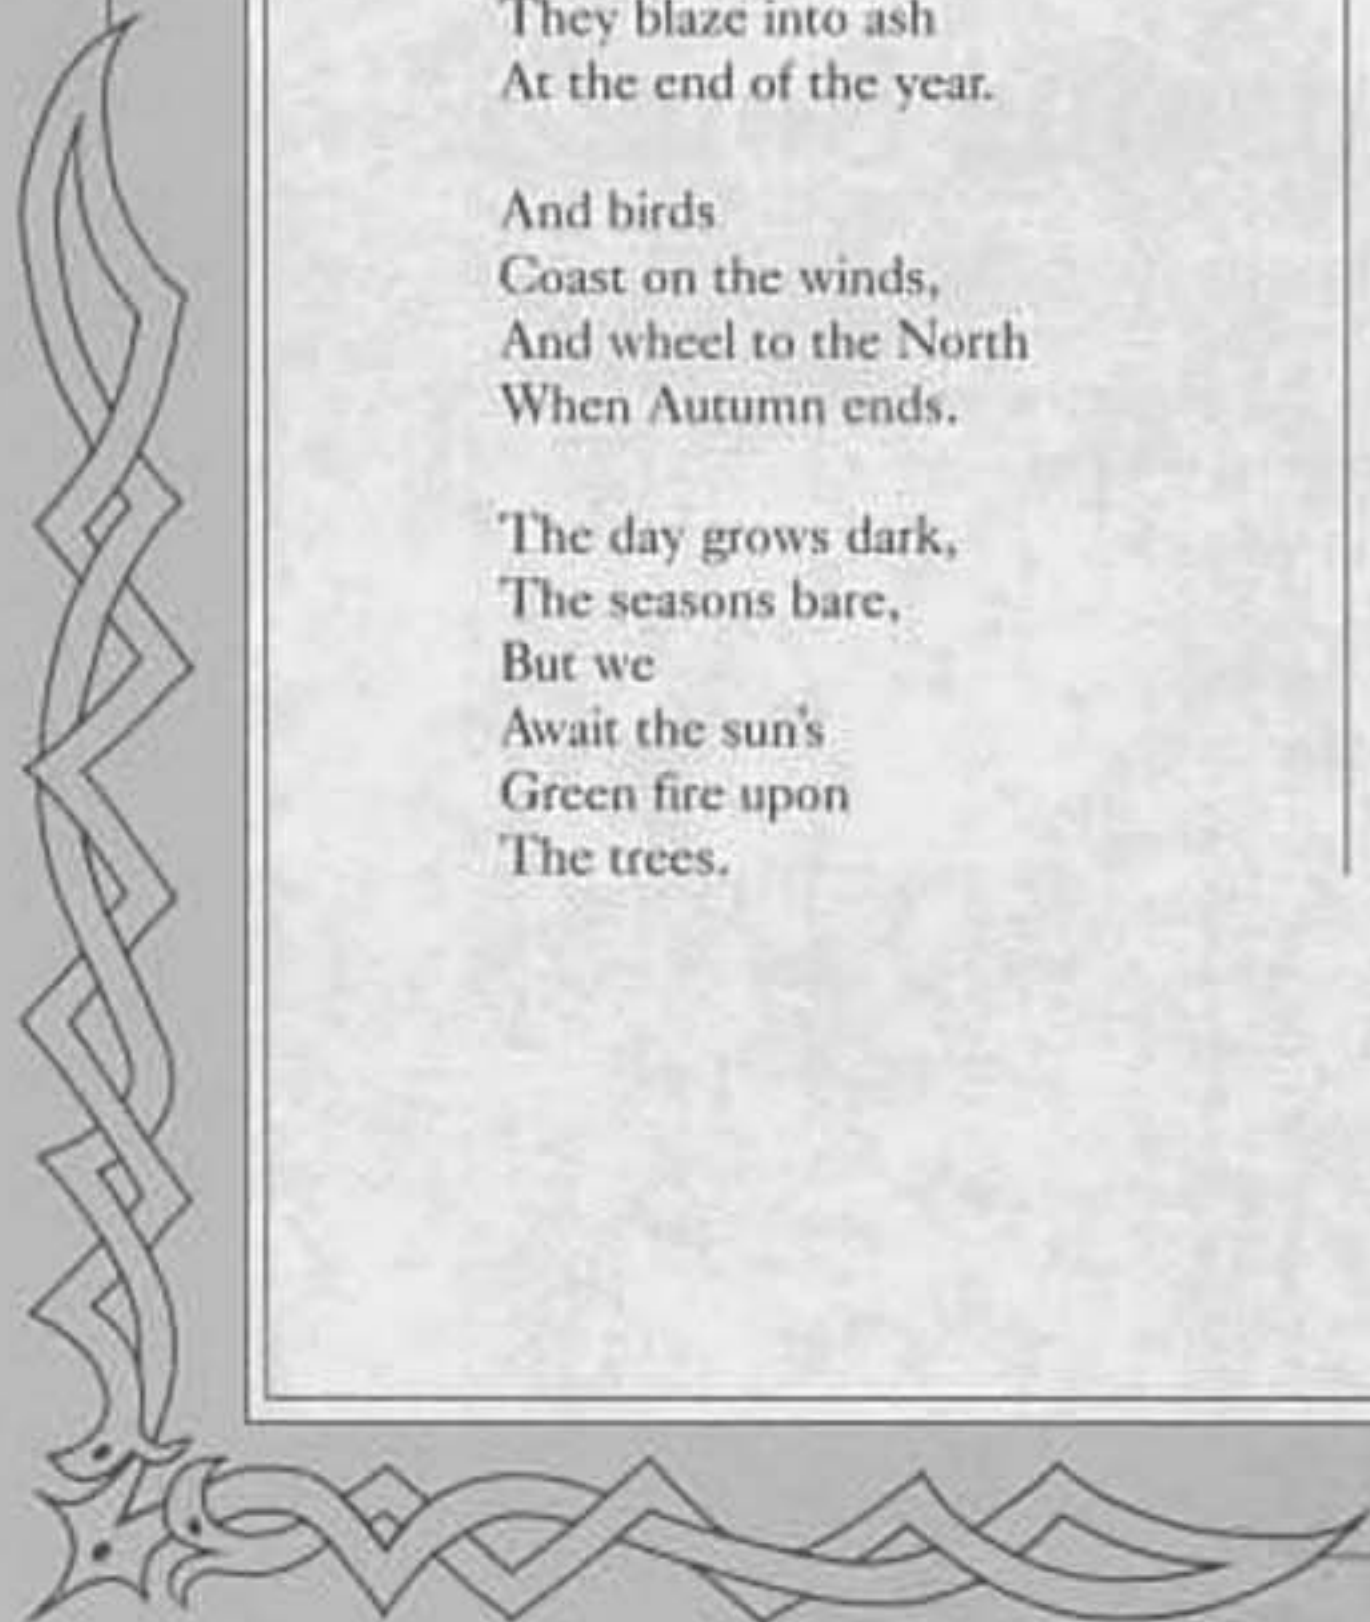 They blaze into ash
At the end of the year.
And birds
Coast on the winds,
And wheel to the North
When Autumn ends.
The day grows dark,
The seasons bare,
But we
Await the sun's
Green fire upon
The trees.